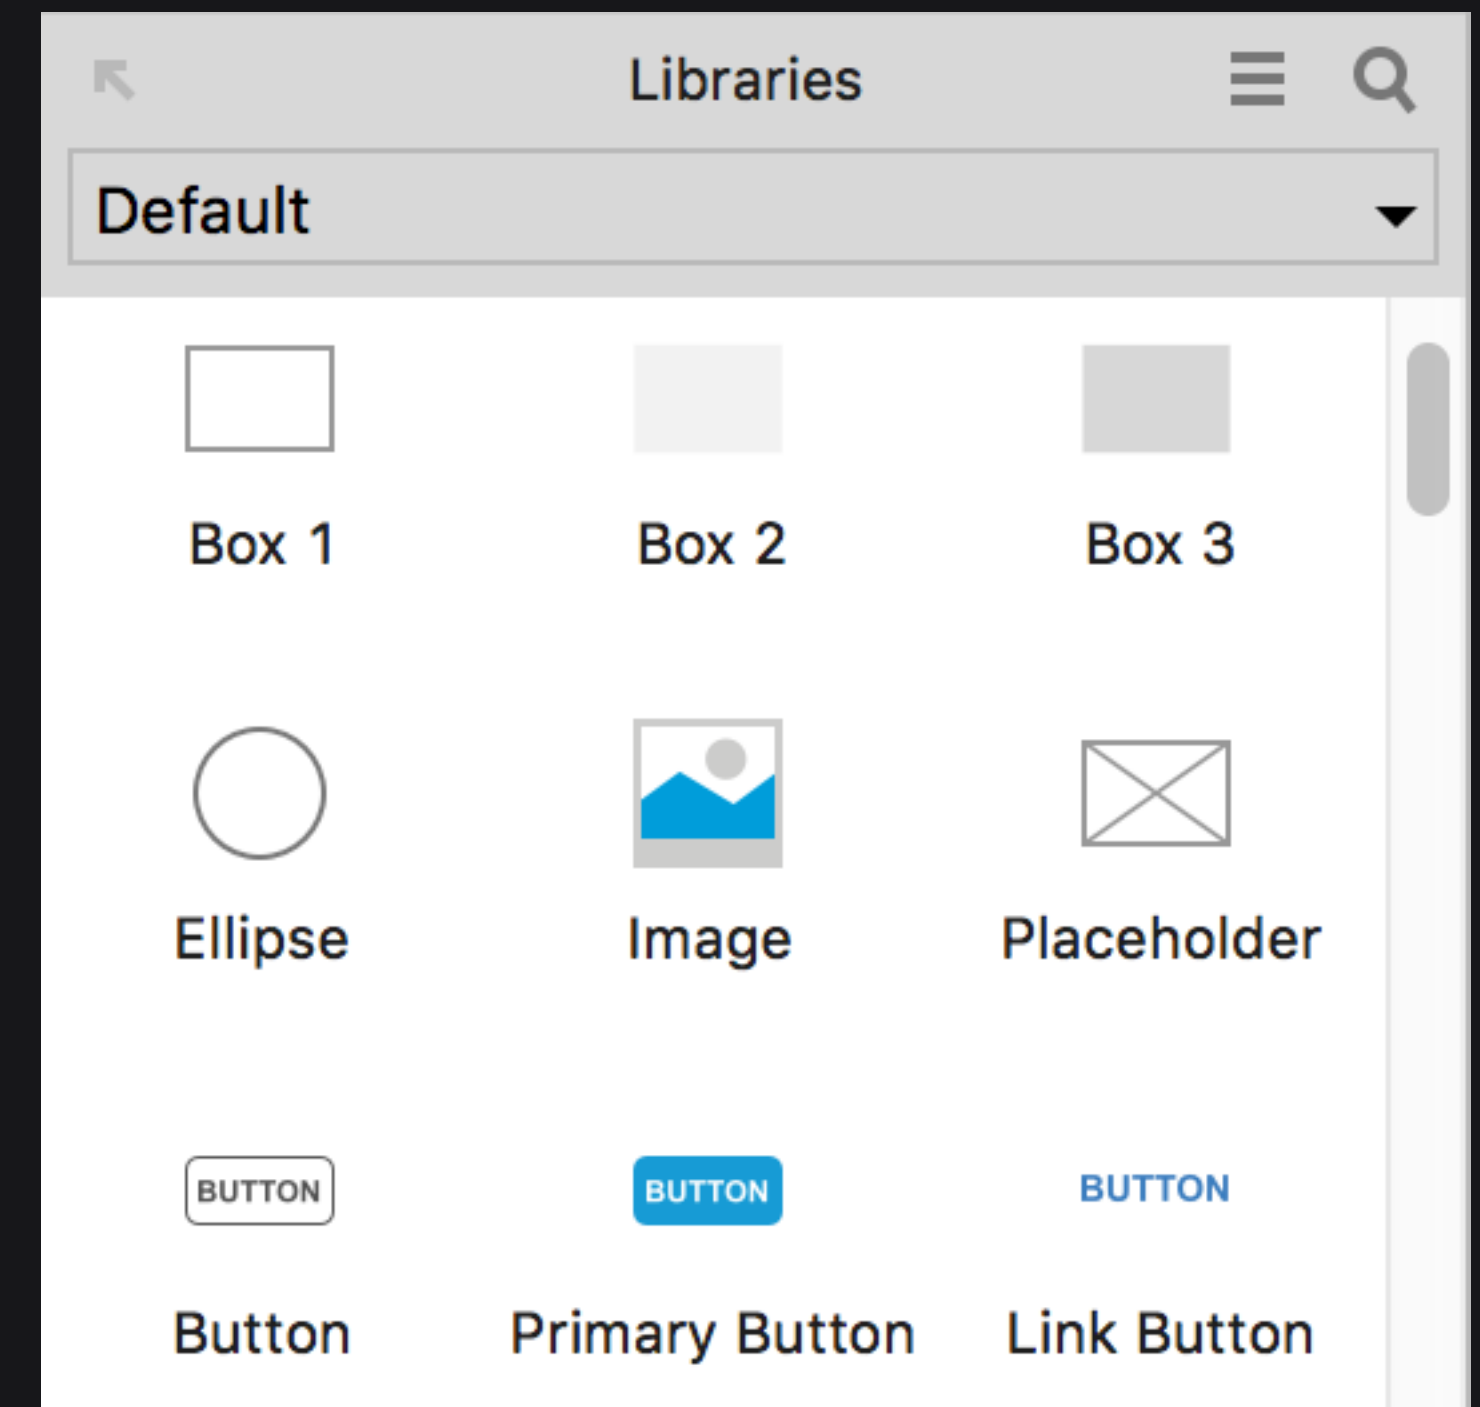 Libraries
Default
Box 1 Box 2 Box 3
Ellipse Image Placeholder
BUTTON BUTTON BUTTON
Button Primary Button Link Button